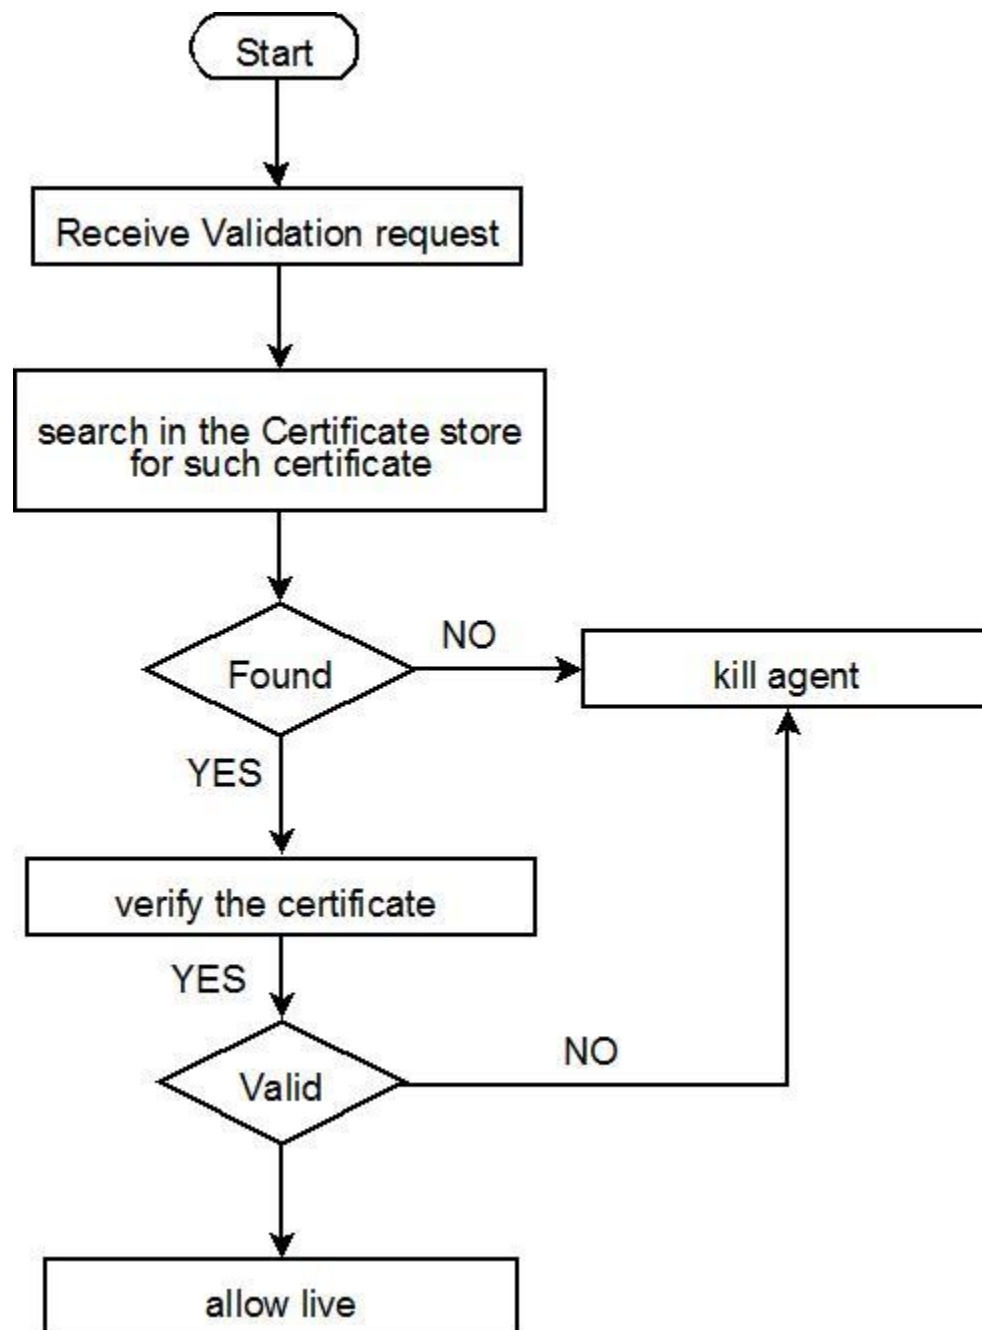 Start
Receive Validation request
search in the Certificate store
for such certificate
NO
Found
kill agent
YES
verify the certificate
YES
NO
Valid
allow live